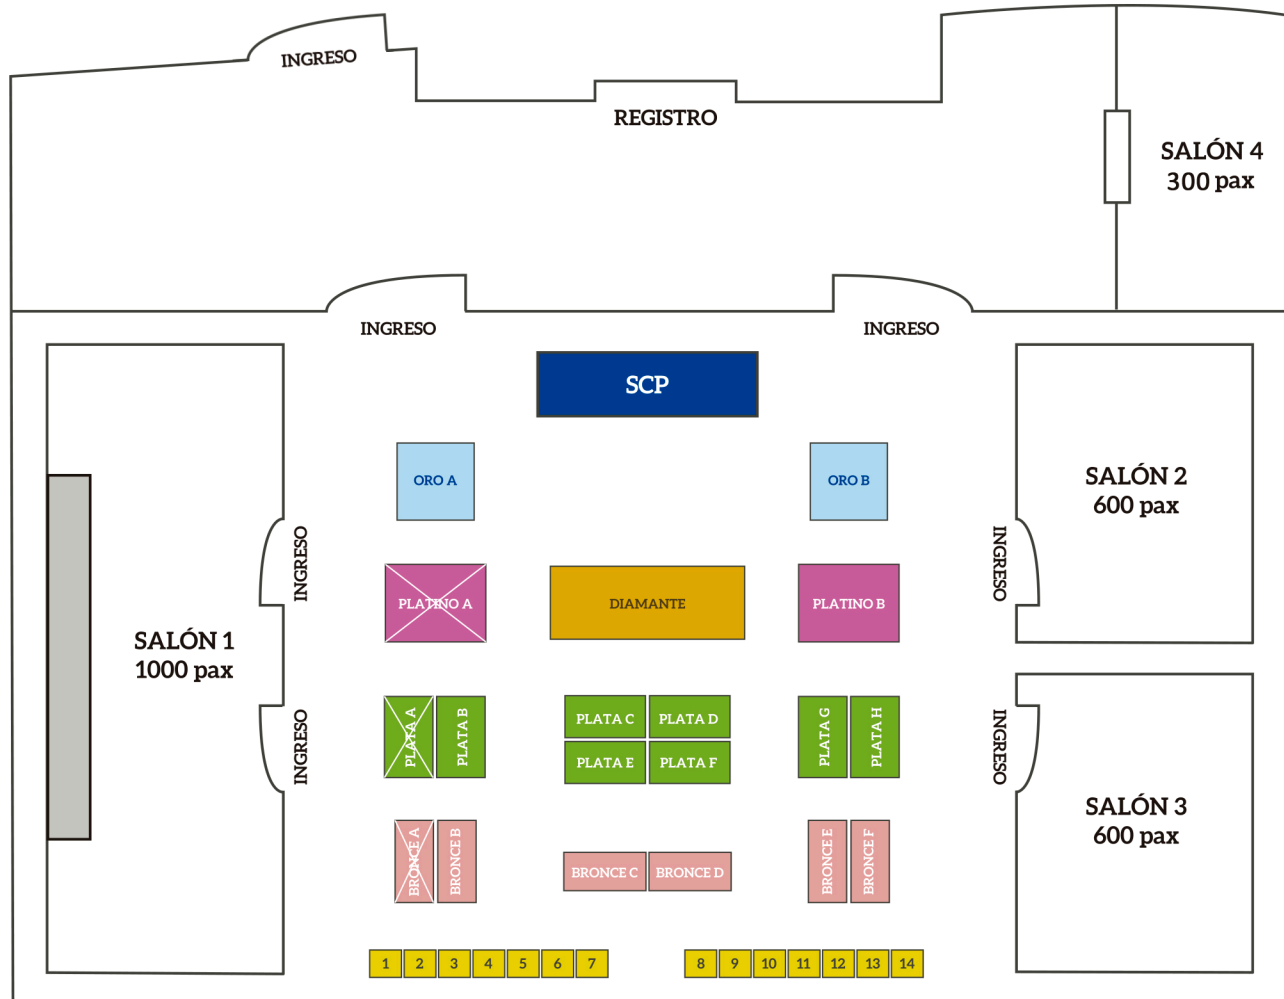 INGRESO
REGISTRO
SALÓN 4
300 pax
INGRESO
INGRESO
SCP
ORO A
ORO B
SALÓN 2
600 pax
INGRESO
INGRESO
PLATINO A
DIAMANTE
PLATINO B
SALÓN 1
1000 pax
PLATA A
PLATA B
PLATA C
PLATA D
PLATA E
PLATA F
PLATA G
PLATA H
INGRESO
INGRESO
SALÓN 3
600 pax
BRONCE A
BRONCE B
BRONCE C
BRONCE D
BRONCE E
BRONCE F
1 2 3 4 5 6 7
8 9 10 11 12 13 14